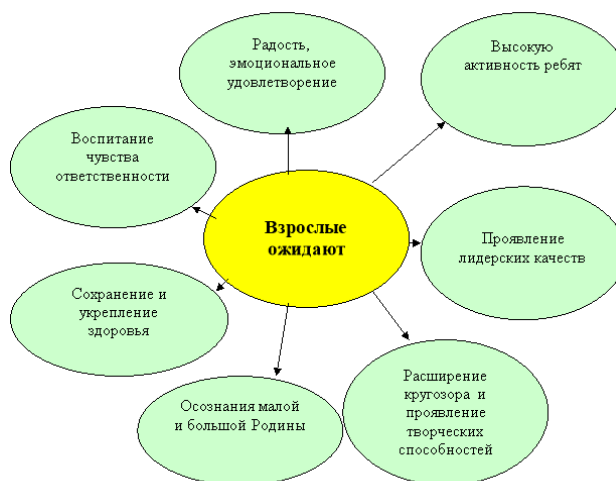 Радость,
эмоциональное
удовлетворение
Высокую
активность ребят
Воспитание
чувства
ответственности
Взрослые
ожидают
Проявление
лидерских качеств
Сохранение и
укрепление
здоровья
Расширение
кругозора и
проявление
творческих
способностей
Осознания малой
и большой Родины